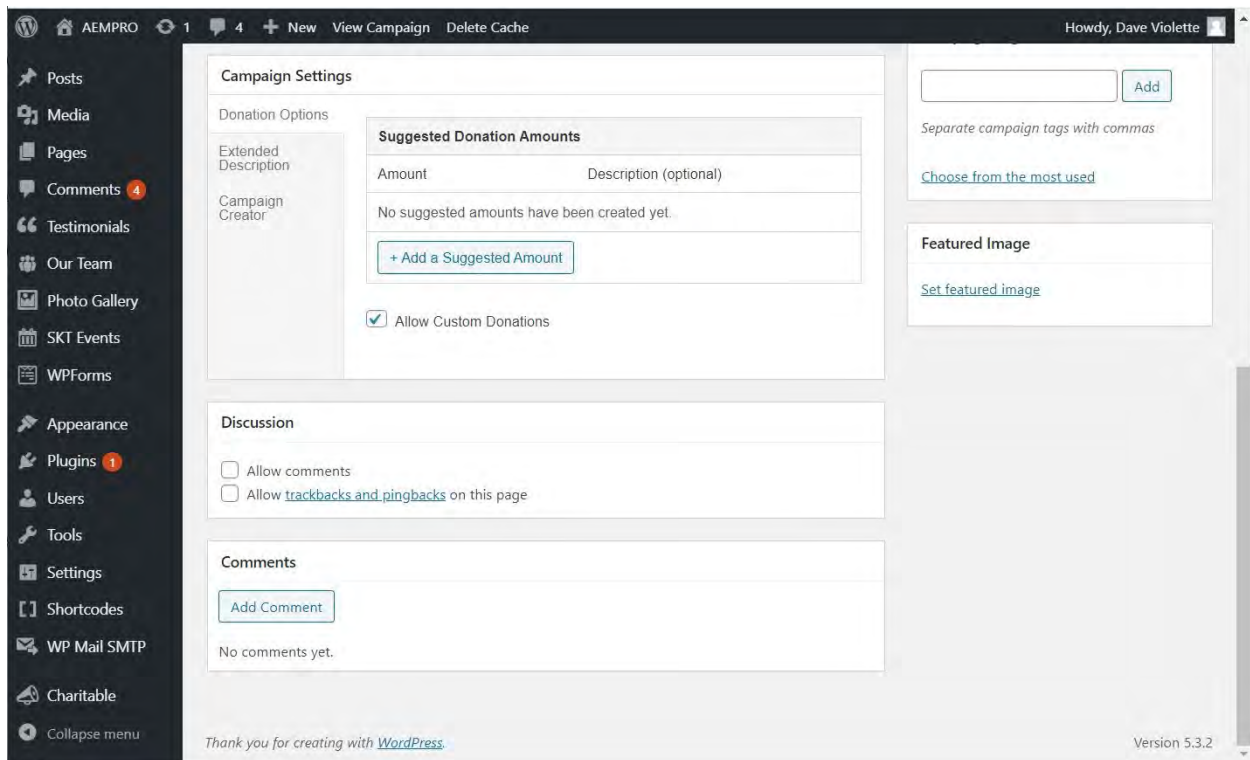 AEMPRO 1 4 New View Campaign Delete Cache Howdy, Dave Violette
Posts
Media
Pages
Comments 4
Testimonials
Our Team
Photo Gallery
SKT Events
WPForms
Appearance
Plugins 1
Users
Tools
Settings
Shortcodes
WP Mail SMTP
Charitable
Collapse menu
Campaign Settings
Donation Options
Extended
Description
Campaign
Creator
Suggested Donation Amounts
Amount Description (optional)
No suggested amounts have been created yet.
+ Add a Suggested Amount
Allow Custom Donations
Discussion
Allow comments
Allow trackbacks and pingbacks on this page
Comments
Add Comment
No comments yet.
Add
Separate campaign tags with commas
Choose from the most used
Featured Image
Set featured image
Thank you for creating with WordPress.
Version 5.3.2